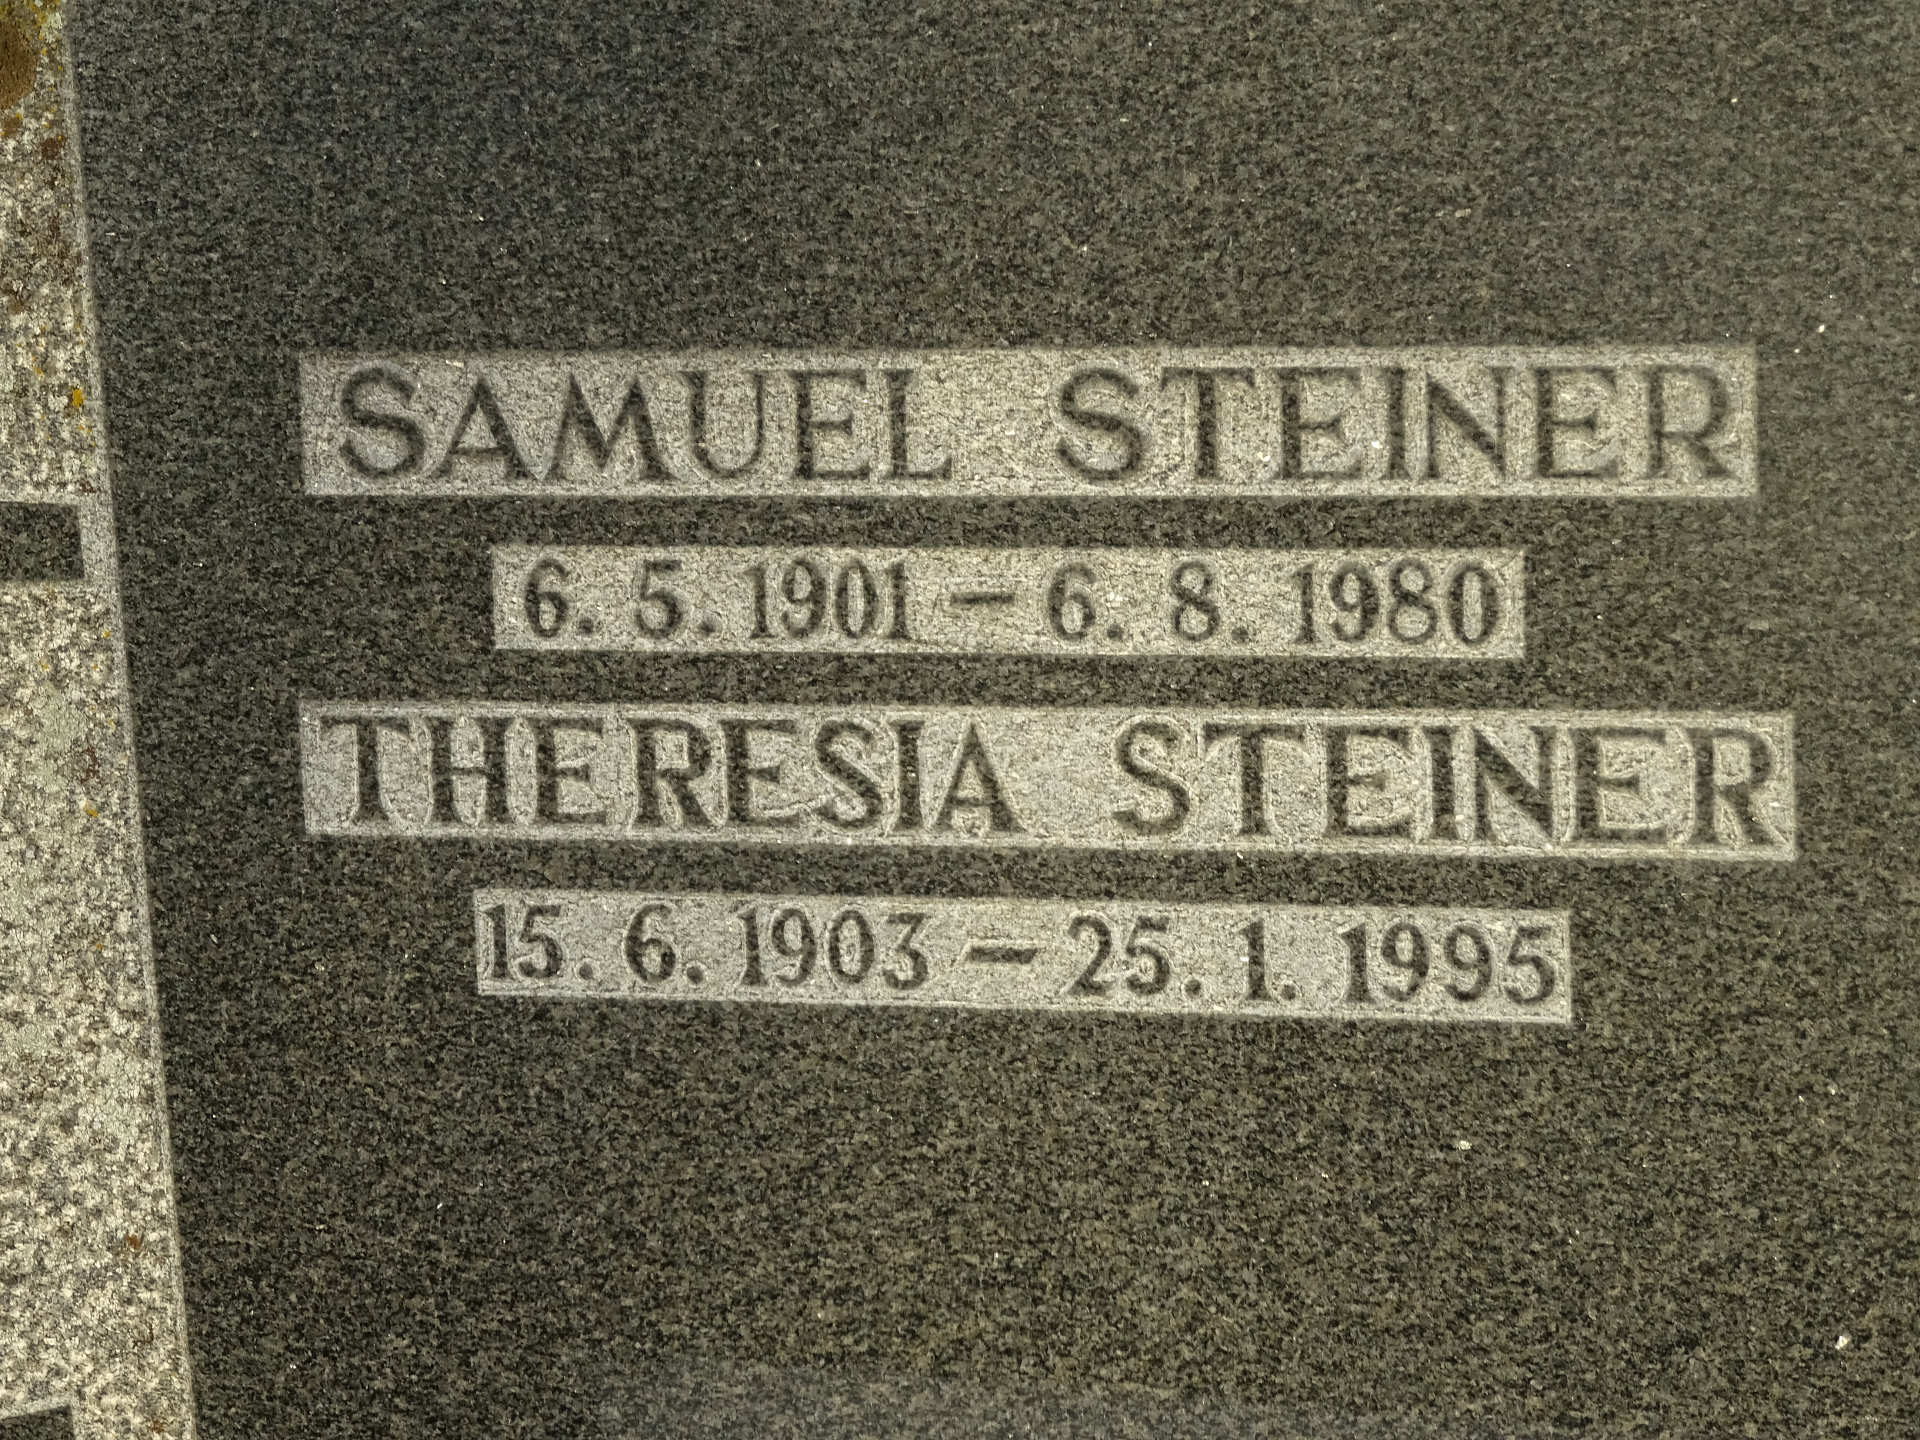 SAMUEL STEINER
6. 5. 1901 – 6. 8. 1980
THERESIA STEINER
15. 6. 1903 – 25. 1. 1995